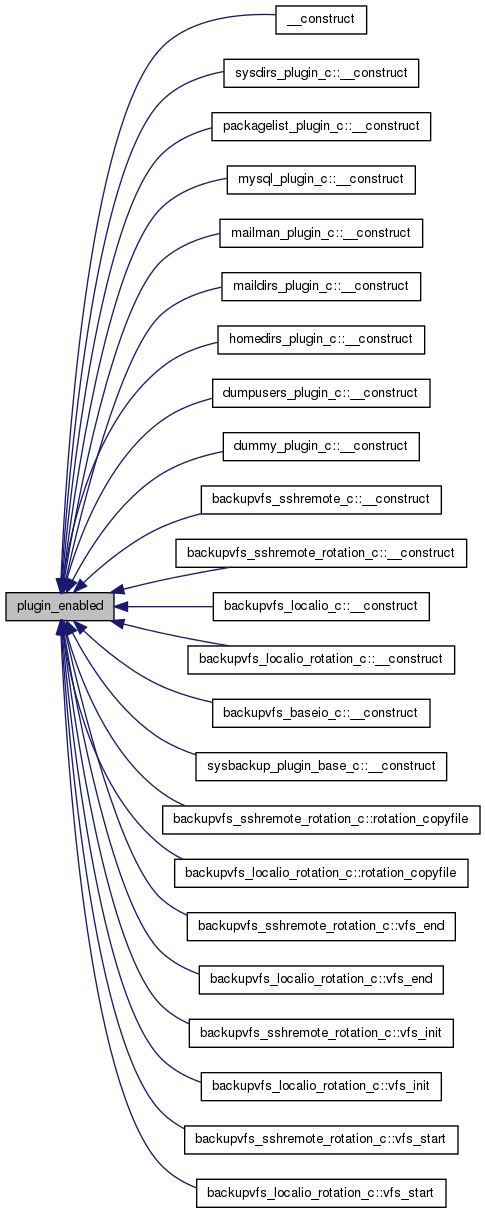 __construct
sysdirs_plugin_c::__construct
packagelist_plugin_c::__construct
mysql_plugin_c::__construct
mailman_plugin_c::__construct
maildirs_plugin_c::__construct
homedirs_plugin_c::__construct
dumpusers_plugin_c::__construct
dummy_plugin_c::__construct
backupvfs_sshremote_c::__construct
backupvfs_sshremote_rotation_c::__construct
plugin_enabled
backupvfs_localio_c::__construct
backupvfs_localio_rotation_c::__construct
backupvfs_baseio_c::__construct
sysbackup_plugin_base_c::__construct
backupvfs_sshremote_rotation_c::rotation_copyfile
backupvfs_localio_rotation_c::rotation_copyfile
backupvfs_sshremote_rotation_c::vfs_end
backupvfs_localio_rotation_c::vfs_end
backupvfs_sshremote_rotation_c::vfs_init
backupvfs_localio_rotation_c::vfs_init
backupvfs_sshremote_rotation_c::vfs_start
backupvfs_localio_rotation_c::vfs_start